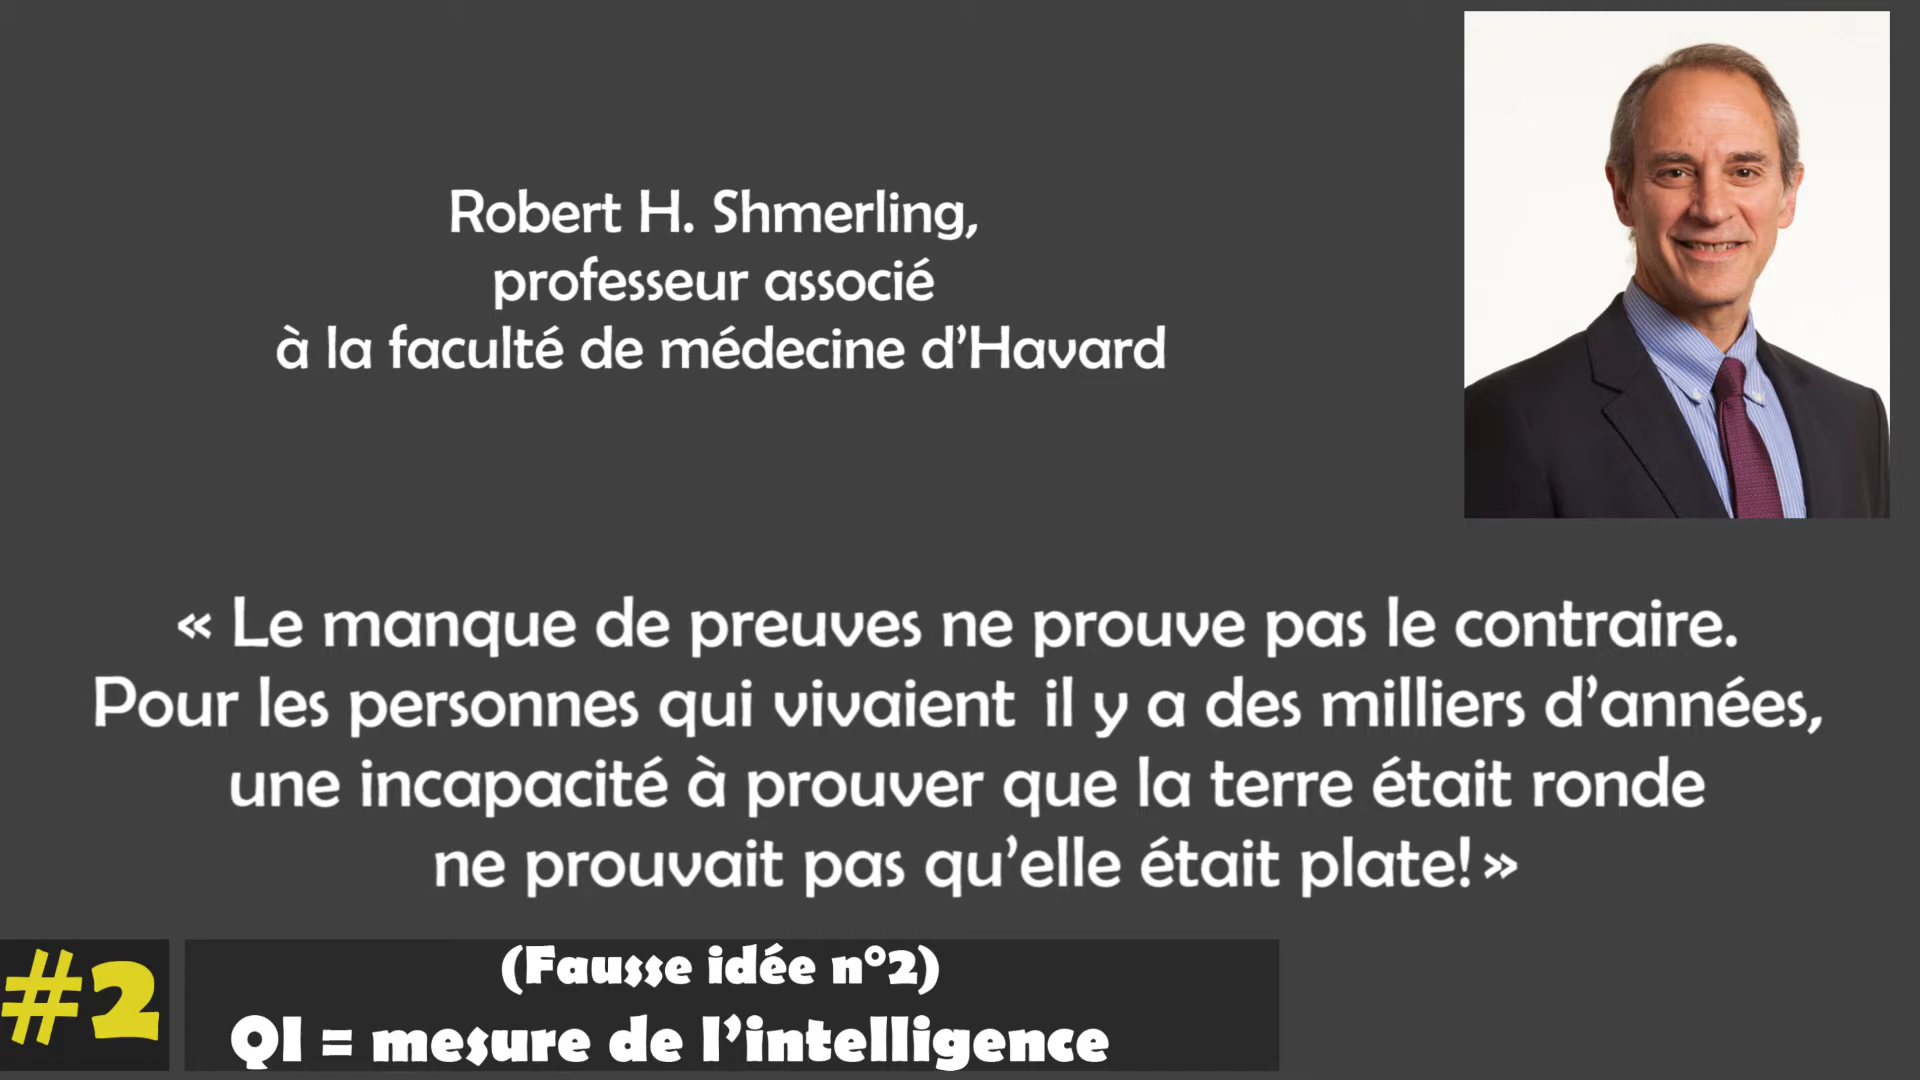 Robert H. Shmerling,
professeur associé
à la faculté de médecine d'Havard
« Le manque de preuves ne prouve pas le contraire.
Pour les personnes qui vivaient il y a des milliers d'années,
une incapacité à prouver que la terre était ronde
ne prouvait pas qu'elle était plate! »
#2
(Fausse idée n°2)
QI = mesure de l'intelligence